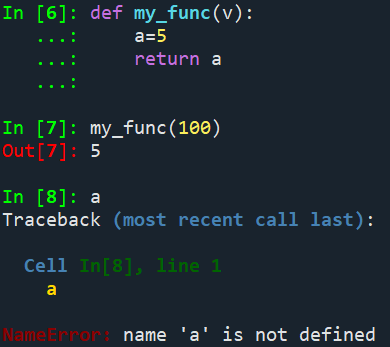 In [6]: def my_func(v):
   ...:     a=5
   ...:     return a
   ...:
In [7]: my_func(100)
Out[7]: 5
In [8]: a
Traceback (most recent call last):
  Cell In[8], line 1
    a
NameError: name 'a' is not defined